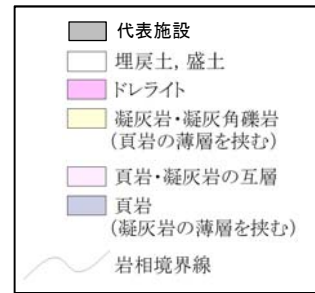 代表施設
埋戻土, 盛土
ドレライト
凝灰岩・凝灰角礫岩
(頁岩の薄層を挟む)
頁岩・凝灰岩の互層
頁岩
(凝灰岩の薄層を挟む)
岩相境界線